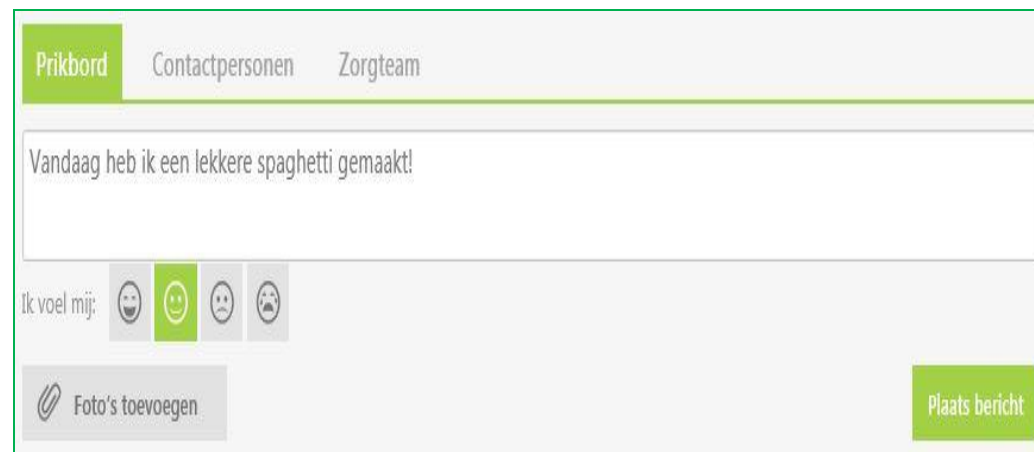 Prikbord Contactpersonen Zorgteam
Vandaag heb ik een lekkere spaghetti gemaakt!
Ik voel mij:
Foto's toevoegen Plaats bericht